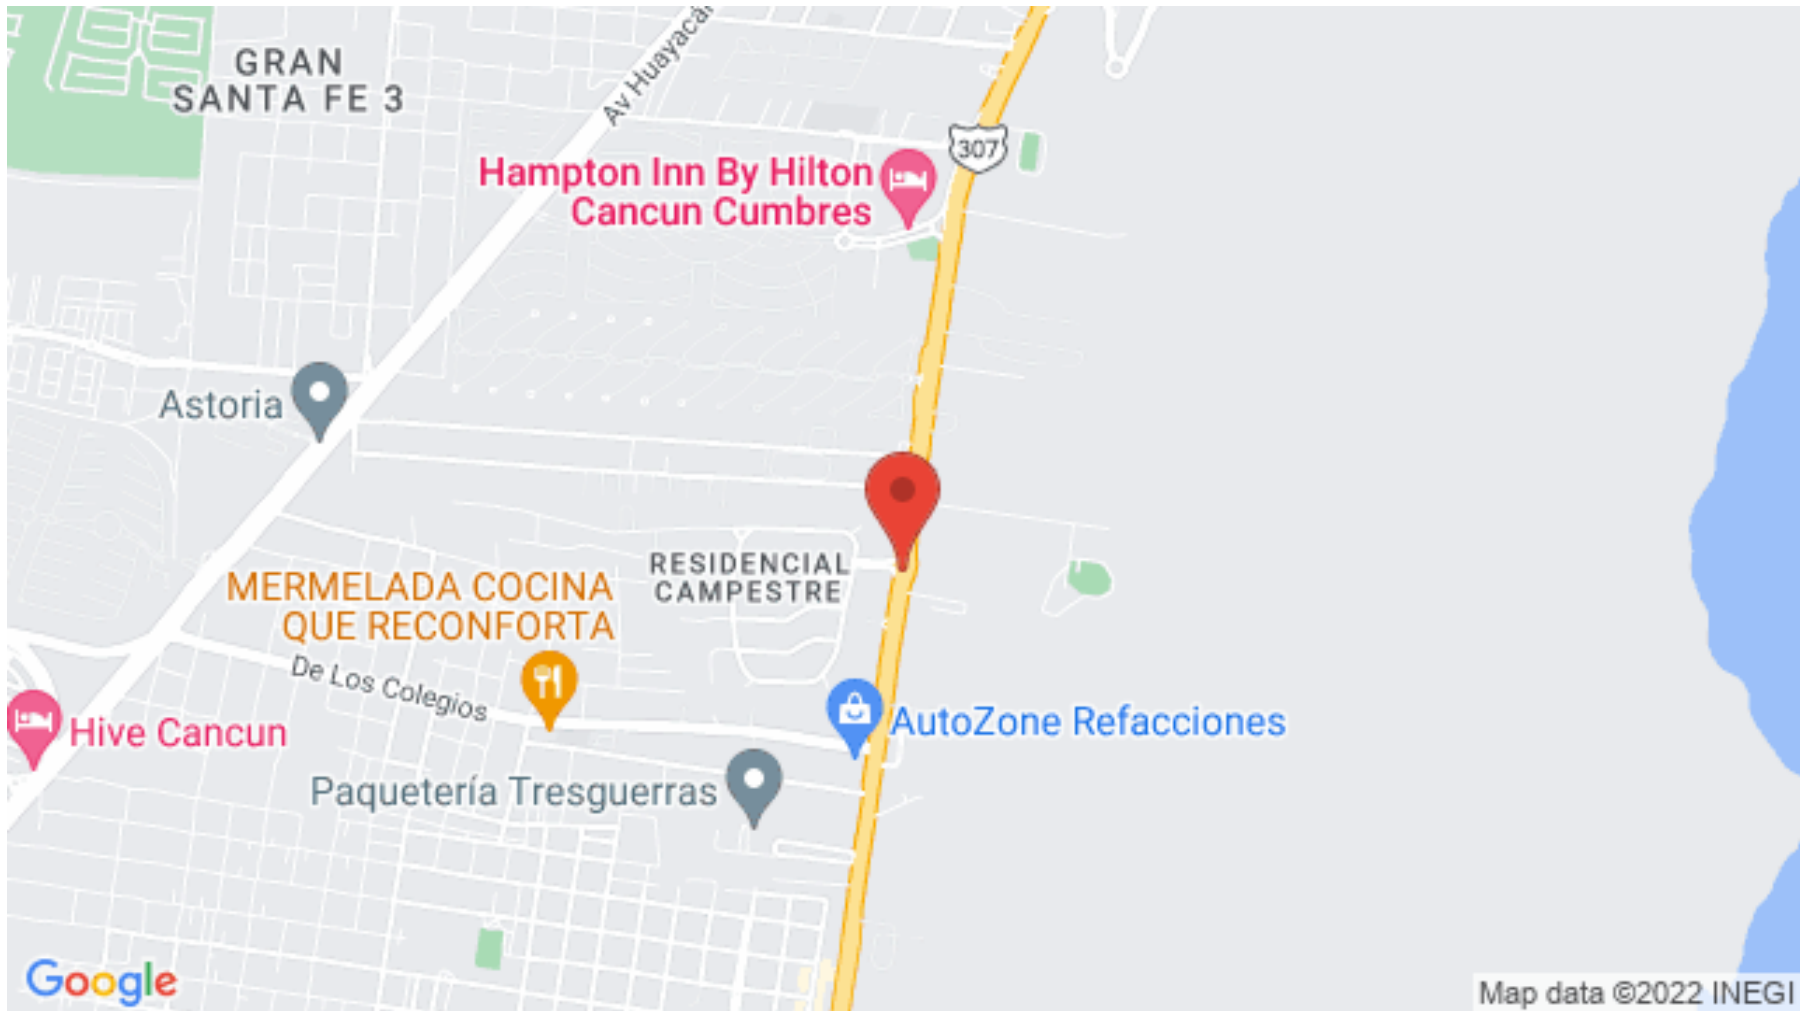 GRAN
SANTA FE 3
Av Huayacán
307
Hampton Inn By Hilton
Cancun Cumbres
Astoria
RESIDENCIAL
CAMPESTRE
MERMELADA COCINA
QUE RECONFORTA
De Los Colegios
Hive Cancun
AutoZone Refacciones
Paquetería Tresguerras
Google
Map data ©2022 INEGI